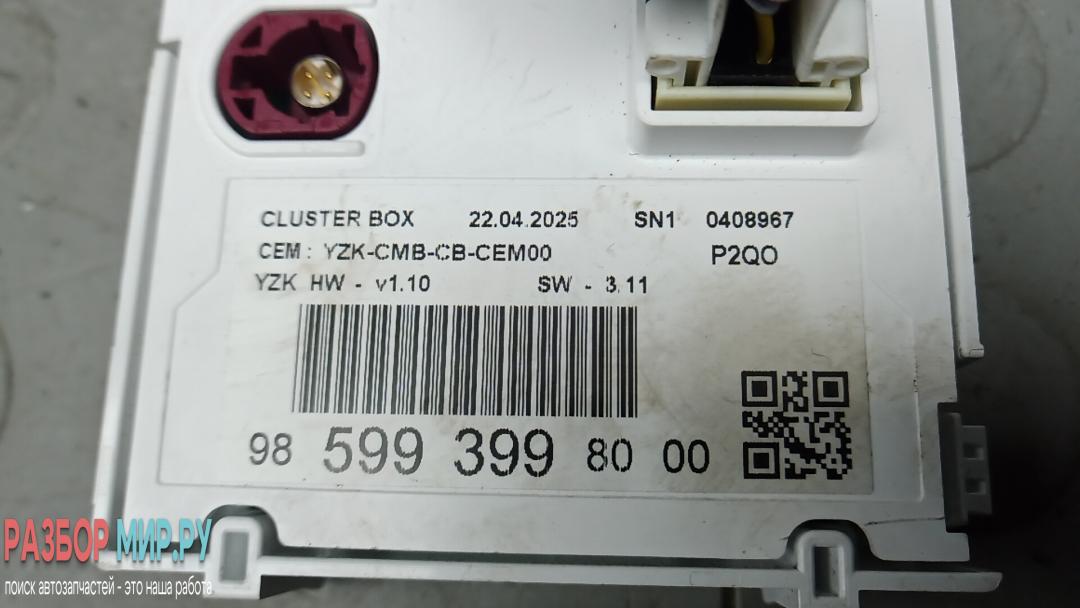 CLUSTER BOX 22.04.2025 SN1 0408967
CEM : YZK-CMB-CB-CEM00 P2QO
YZK HW - v1.10 SW - 3.11
98 599 399 80 00
РАЗБОР МИР.РУ
поиск автозапчастей - это наша работа